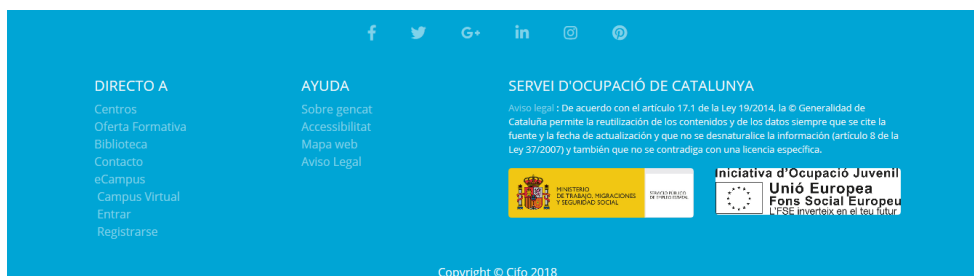 DIRECTO A
Centros
Oferta Formativa
Biblioteca
Contacto
eCampus
Campus Virtual
Entrar
Registrarse
AYUDA
Sobre gencat
Accessibilitat
Mapa web
Aviso Legal
SERVEI D'OCUPACIÓ DE CATALUNYA
Aviso legal : De acuerdo con el artículo 17.1 de la Ley 19/2014, la © Generalidad de
Cataluña permite la reutilización de los contenidos y de los datos siempre que se cite la
fuente y la fecha de actualización y que no se desnaturalice la información (artículo 8 de la
Ley 37/2007) y también que no se contradiga con una licencia específica.
MINISTERIO
DE TRABAJO, MIGRACIONES
Y SEGURIDAD SOCIAL
SERVICIO PÚBLICO
DE EMPLEO ESTATAL
Iniciativa d'Ocupació Juvenil
Unió Europea
Fons Social Europeu
L'FSE inverteix en el teu futur
Copyright © Cifo 2018